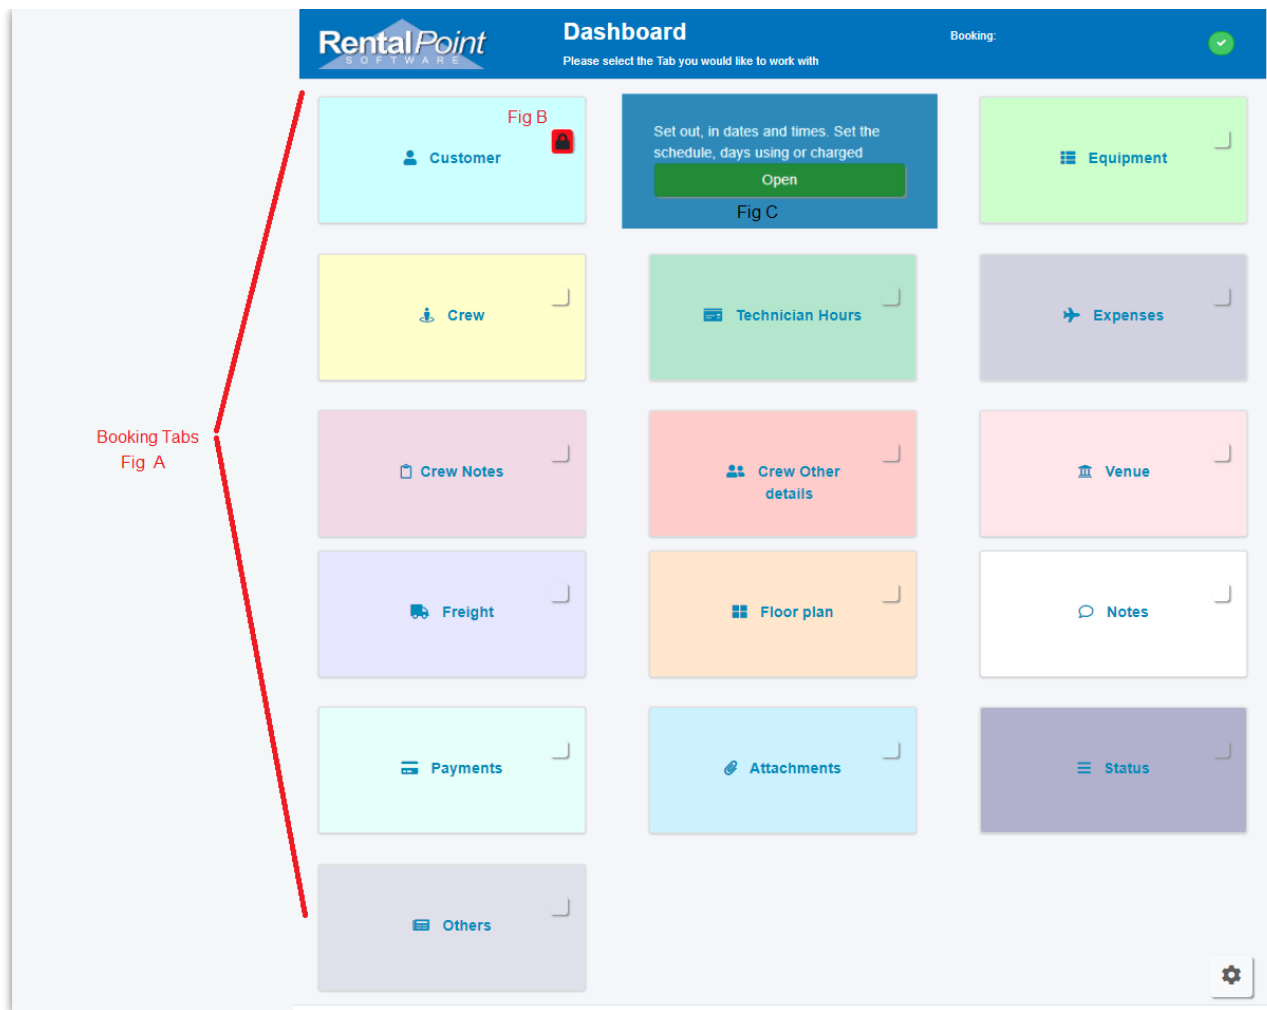 RentalPoint
SOFTWARE
Dashboard
Please select the Tab you would like to work with
Booking:
Fig B
Customer
Set out, in dates and times. Set the
schedule, days using or charged
Open
Fig C
Equipment
Crew
Technician Hours
Expenses
Booking Tabs
Fig A
Crew Notes
Crew Other
details
Venue
Freight
Floor plan
Notes
Payments
Attachments
Status
Others